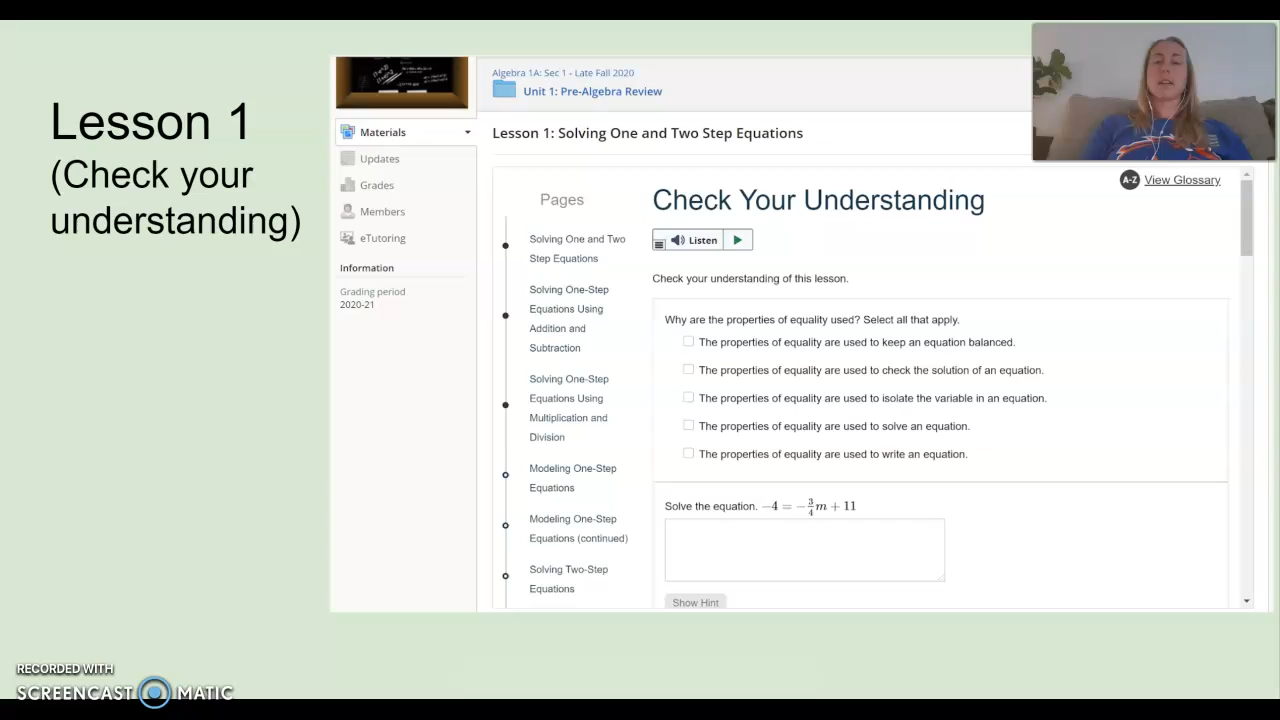 Lesson 1
(Check your
understanding)
Materials
Updates
Grades
Members
eTutoring
Information
Grading period
2020-21
Algebra 1A: Sec 1 - Late Fall 2020
Unit 1: Pre-Algebra Review
Lesson 1: Solving One and Two Step Equations
Pages
Solving One and Two
Step Equations
Solving One-Step
Equations Using
Addition and
Subtraction
Solving One-Step
Equations Using
Multiplication and
Division
Modeling One-Step
Equations
Modeling One-Step
Equations (continued)
Solving Two-Step
Equations
A-Z View Glossary
Check Your Understanding
Listen
Check your understanding of this lesson.
Why are the properties of equality used? Select all that apply.
The properties of equality are used to keep an equation balanced.
The properties of equality are used to check the solution of an equation.
The properties of equality are used to isolate the variable in an equation.
The properties of equality are used to solve an equation.
The properties of equality are used to write an equation.
Solve the equation. −4 = −3/4 m + 11
Show Hint
RECORDED WITH
SCREENCAST MATIC